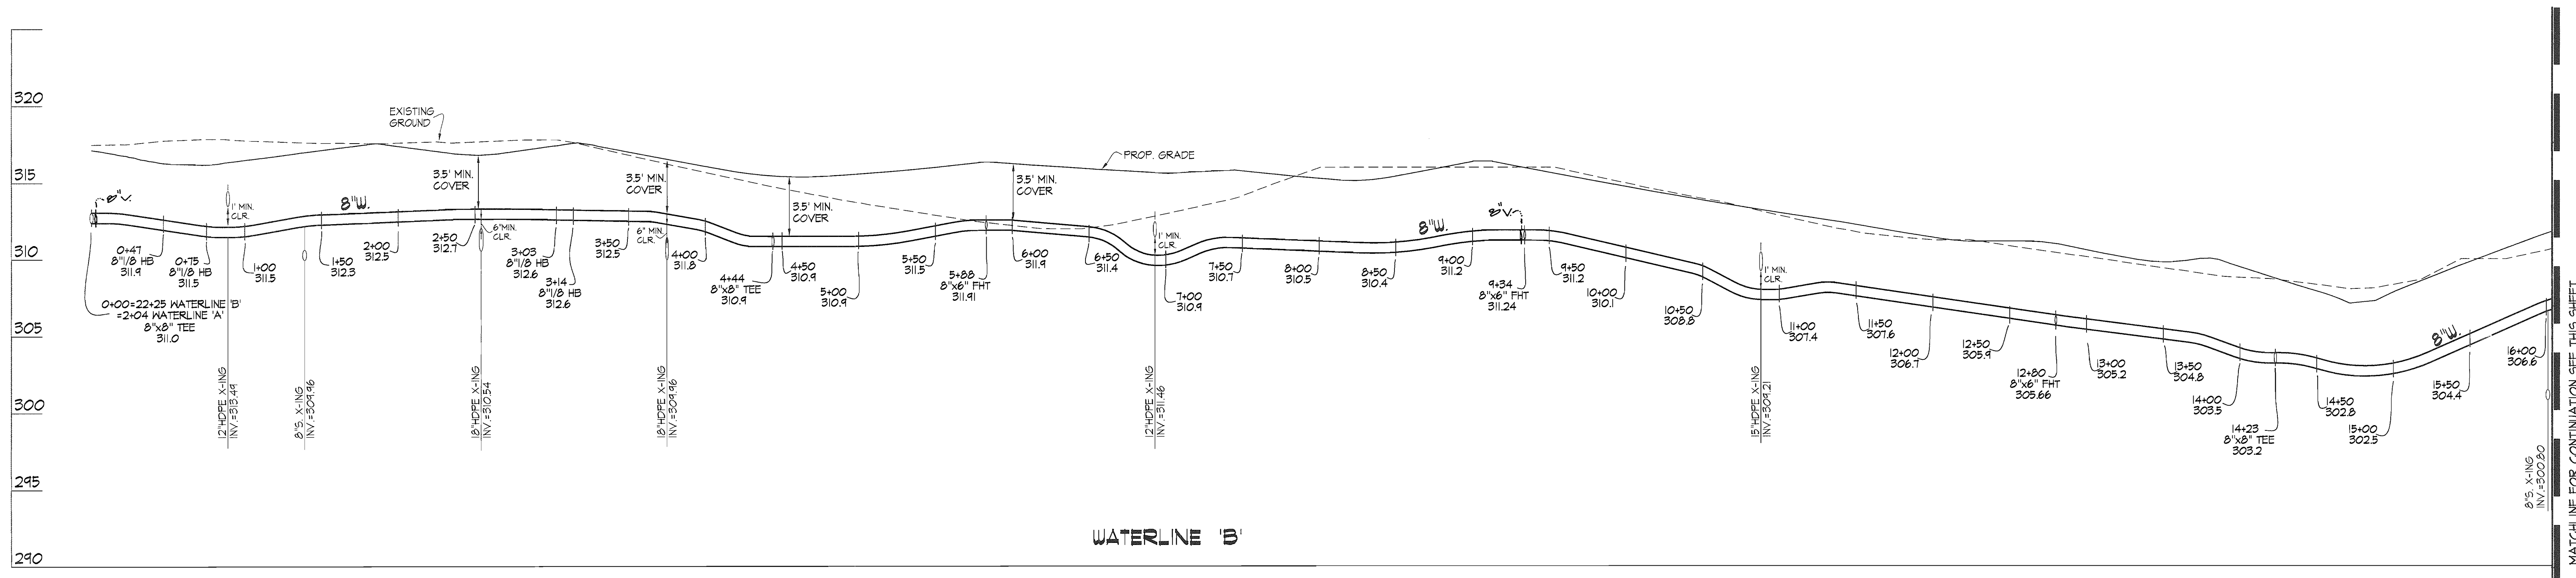 320
315
310
305
300
295
290
EXISTING
GROUND
PROP. GRADE
8"V.
1' MIN.
CLR.
8"W.
3.5' MIN.
COVER
6"MIN.
CLR.
3.5' MIN.
COVER
6" MIN.
CLR.
3.5' MIN.
COVER
3.5' MIN.
COVER
1' MIN.
CLR.
8"W.
8"V.
1' MIN.
CLR.
8"W.
0+00=22+25 WATERLINE 'B'
=2+04 WATERLINE 'A'
8"x8" TEE
311.0
0+47
8"1/8 HB
311.9
0+75
8"1/8 HB
311.5
1+00
311.5
1+50
312.3
2+00
312.5
2+50
312.7
3+03
8"1/8 HB
312.6
3+14
8"1/8 HB
312.6
3+50
312.5
4+00
311.8
4+44
8"x8" TEE
310.9
4+50
310.9
5+00
310.9
5+50
311.5
5+88
8"x6" FHT
311.91
6+00
311.9
6+50
311.4
7+00
310.9
7+50
310.7
8+00
310.5
8+50
310.4
9+00
311.2
9+34
8"x6" FHT
311.24
9+50
311.2
10+00
310.1
10+50
308.8
11+00
307.4
11+50
307.6
12+00
306.7
12+50
305.9
12+80
8"x6" FHT
305.66
13+00
305.2
13+50
304.8
14+00
303.5
14+23
8"x8" TEE
303.2
14+50
302.8
15+00
302.5
15+50
304.4
16+00
306.6
12"HDPE X-ING
INV.=313.49
8"S. X-ING
INV.=309.96
18"HDPE X-ING
INV.=310.54
18"HDPE X-ING
INV.=309.96
12"HDPE X-ING
INV.=311.46
15"HDPE X-ING
INV.=309.21
8"S. X-ING
INV.=300.80
MATCHLINE FOR CONTINUATION SEE THIS SHEET
WATERLINE 'B'